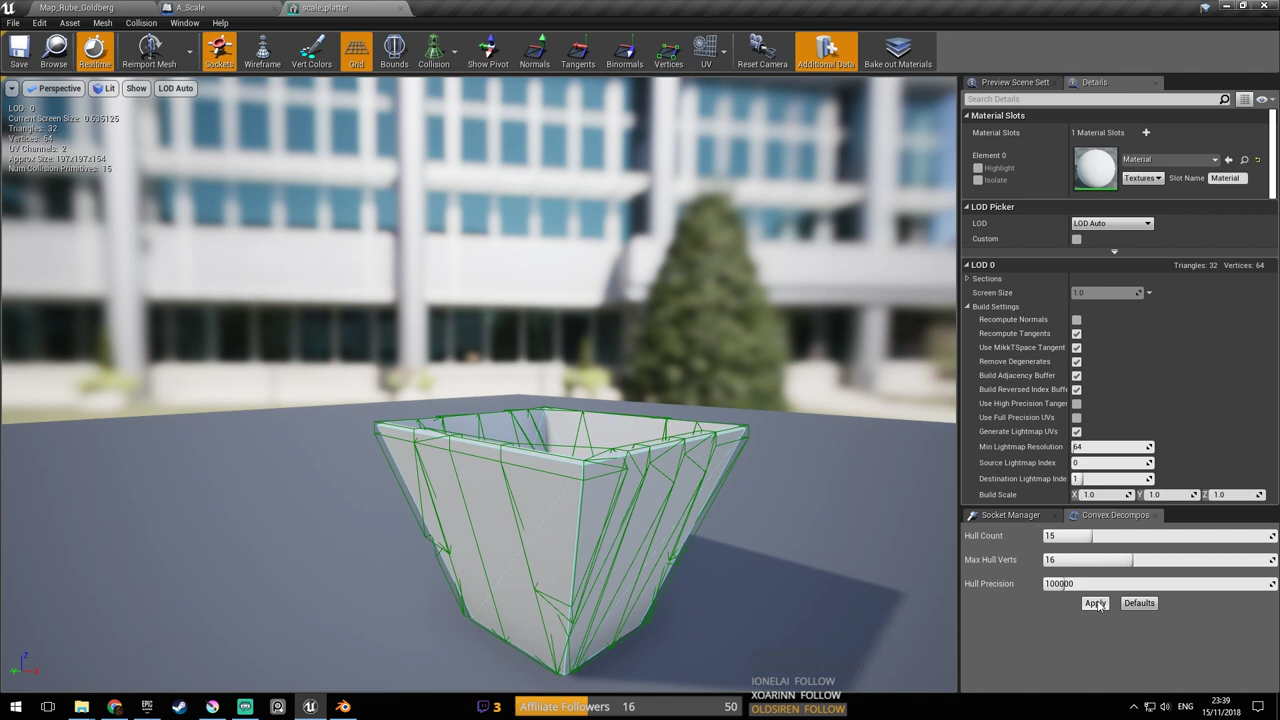 Map_Rube_Goldberg
A_Scale
scale_platter
File Edit Asset Mesh Collision Window Help
Save Browse Realtime Reimport Mesh Sockets Wireframe Vert Colors Grid Bounds Collision Show Pivot Normals Tangents Binormals Vertices UV Reset Camera Additional Data Bake out Materials
Perspective Lit Show LOD Auto
LOD: 0
Current Screen Size: 0.635125
Triangles: 32
Vertices: 64
UV Channels: 2
Approx Size: 197x197x154
Num Collision Primitives: 15
Preview Scene Sett Details
Search Details
Material Slots
Material Slots 1 Material Slots
Element 0
Highlight
Isolate
Material
Textures Slot Name Material
LOD Picker
LOD LOD Auto
Custom
LOD 0 Triangles: 32 Vertices: 64
Sections
Screen Size 1.0
Build Settings
Recompute Normals
Recompute Tangents
Use MikkTSpace Tangent
Remove Degenerates
Build Adjacency Buffer
Build Reversed Index Buffe
Use High Precision Tanger
Use Full Precision UVs
Generate Lightmap UVs
Min Lightmap Resolution 64
Source Lightmap Index 0
Destination Lightmap Inde 1
Build Scale X 1.0 Y 1.0 Z 1.0
Socket Manager Convex Decompos
Hull Count 15
Max Hull Verts 16
Hull Precision 100000
Apply Defaults
Z
X
IONELAI FOLLOW
XOARINN FOLLOW
OLDSIREN FOLLOW
3 Affiliate Followers 16 50
ENG
23:39
15/11/2018